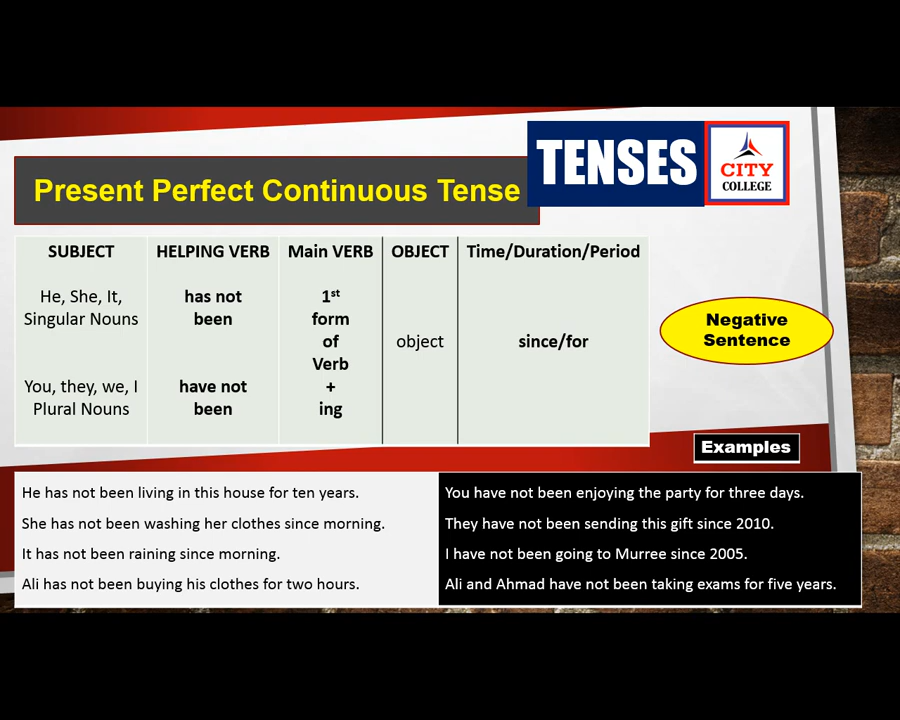 TENSES
CITY
COLLEGE
Present Perfect Continuous Tense
SUBJECT HELPING VERB Main VERB OBJECT Time/Duration/Period
He, She, It,
Singular Nouns
You, they, we, I
Plural Nouns
has not
been
have not
been
1st
form
of
Verb
+
ing
object
since/for
Negative
Sentence
Examples
He has not been living in this house for ten years.
She has not been washing her clothes since morning.
It has not been raining since morning.
Ali has not been buying his clothes for two hours.
You have not been enjoying the party for three days.
They have not been sending this gift since 2010.
I have not been going to Murree since 2005.
Ali and Ahmad have not been taking exams for five years.